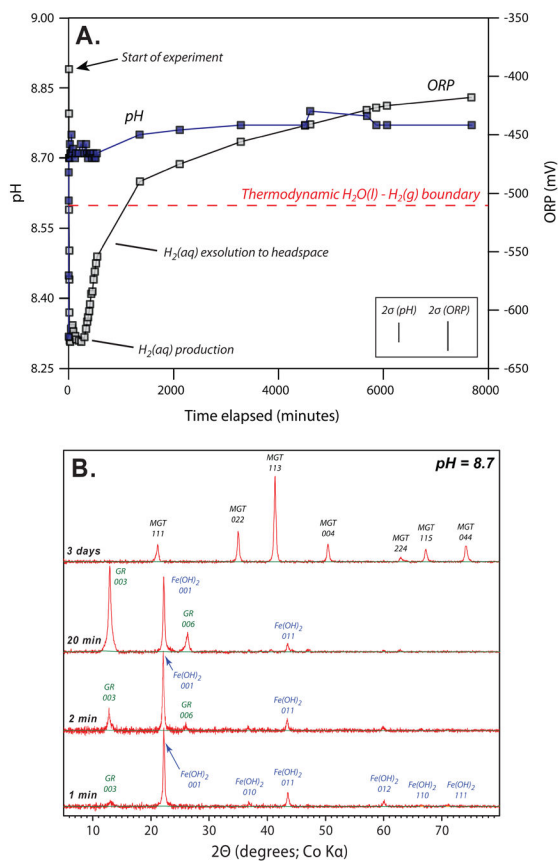 A.
9.00
8.85
8.70
8.55
8.40
8.25
pH
-350
-400
-450
-500
-550
-600
-650
ORP (mV)
Start of experiment
pH
ORP
Thermodynamic H₂O(l) - H₂(g) boundary
H₂(aq) exsolution to headspace
H₂(aq) production
2σ (pH)
2σ (ORP)
0
2000
4000
6000
8000
Time elapsed (minutes)
B.
pH = 8.7
MGT
111
MGT
022
MGT
113
MGT
004
MGT
224
MGT
115
MGT
044
3 days
GR
003
Fe(OH)₂
001
GR
006
Fe(OH)₂
011
20 min
GR
003
Fe(OH)₂
001
GR
006
Fe(OH)₂
011
2 min
GR
003
Fe(OH)₂
001
Fe(OH)₂
010
Fe(OH)₂
011
Fe(OH)₂
012
Fe(OH)₂
110
Fe(OH)₂
111
1 min
10
20
30
40
50
60
70
2Θ (degrees; Co Kα)